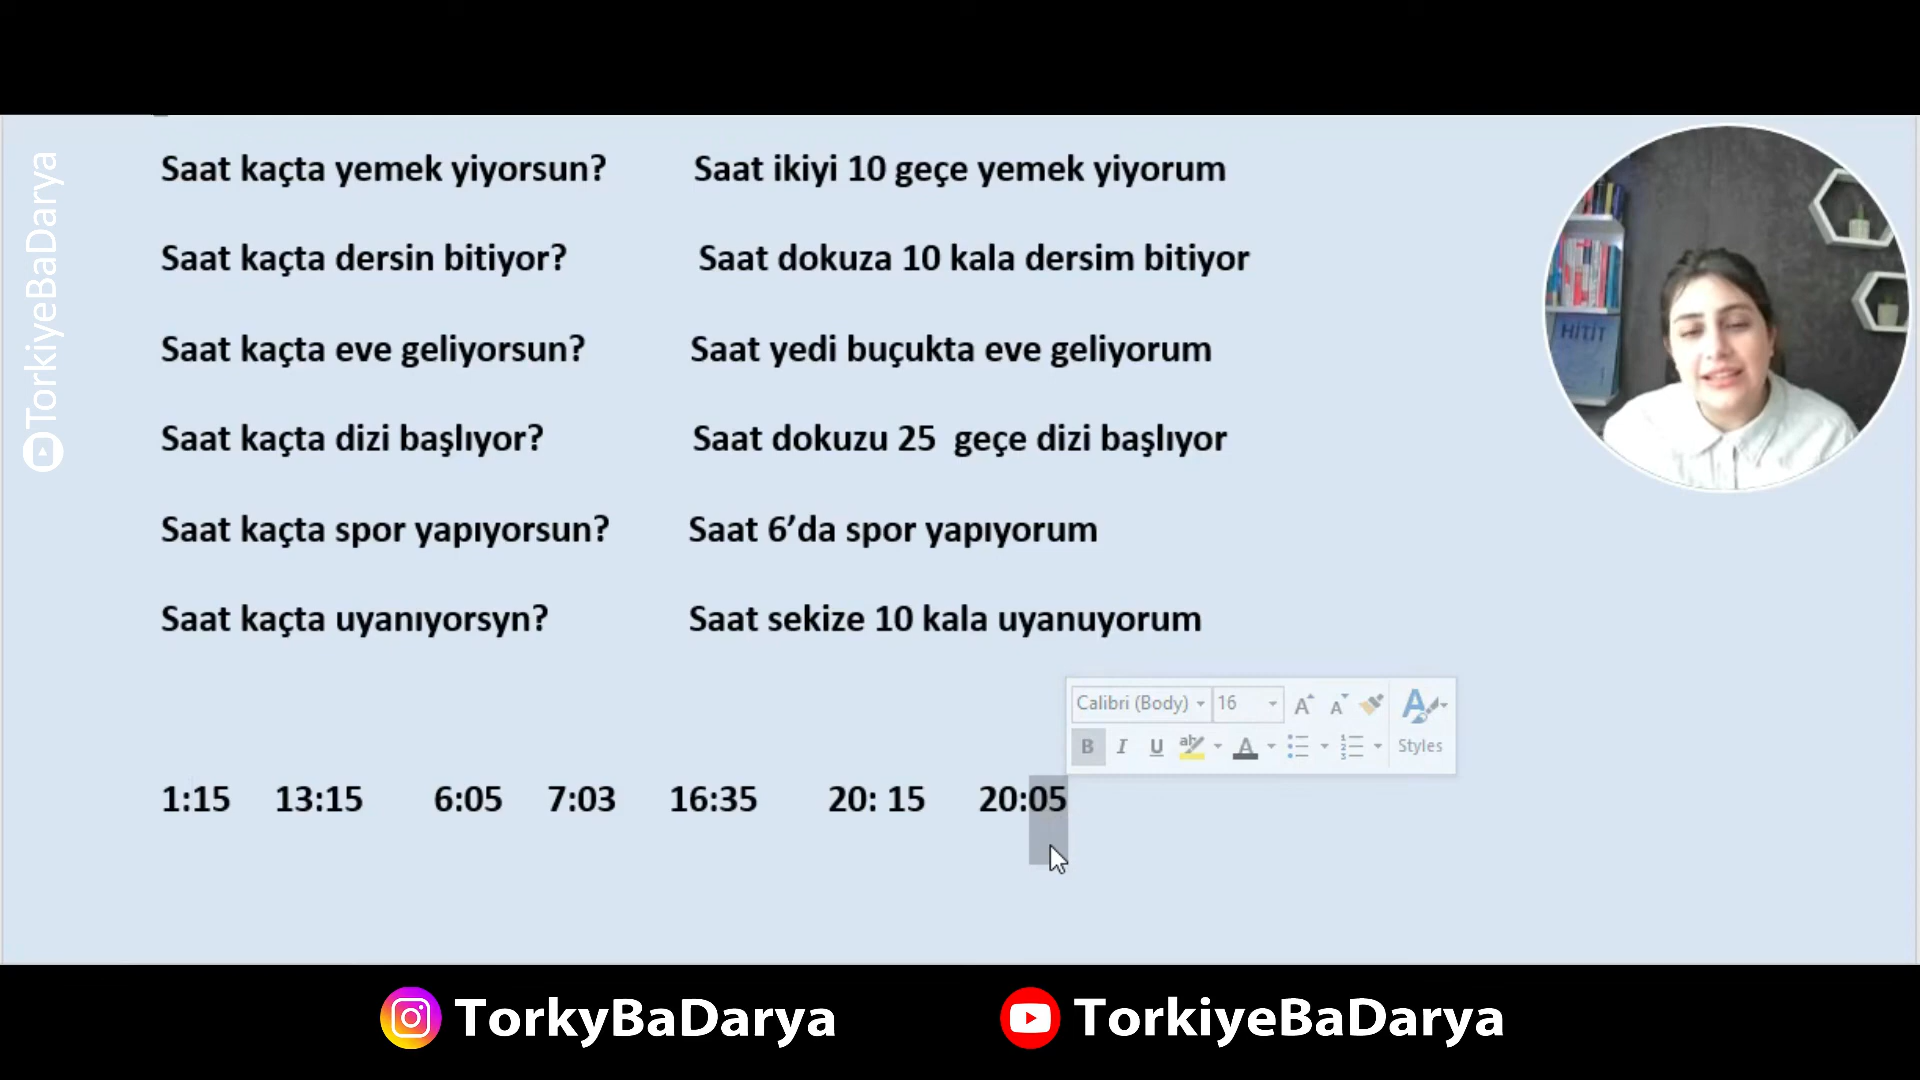 TorkiyeBaDarya
Saat kaçta yemek yiyorsun? Saat ikiyi 10 geçe yemek yiyorum
Saat kaçta dersin bitiyor? Saat dokuza 10 kala dersim bitiyor
Saat kaçta eve geliyorsun? Saat yedi buçukta eve geliyorum
Saat kaçta dizi başlıyor? Saat dokuzu 25 geçe dizi başlıyor
Saat kaçta spor yapıyorsun? Saat 6’da spor yapıyorum
Saat kaçta uyanıyorsyn? Saat sekize 10 kala uyanuyorum
HİTİT
Calibri (Body) 16
B I U ab A Styles
1:15 13:15 6:05 7:03 16:35 20: 15 20:05
TorkyBaDarya TorkiyeBaDarya